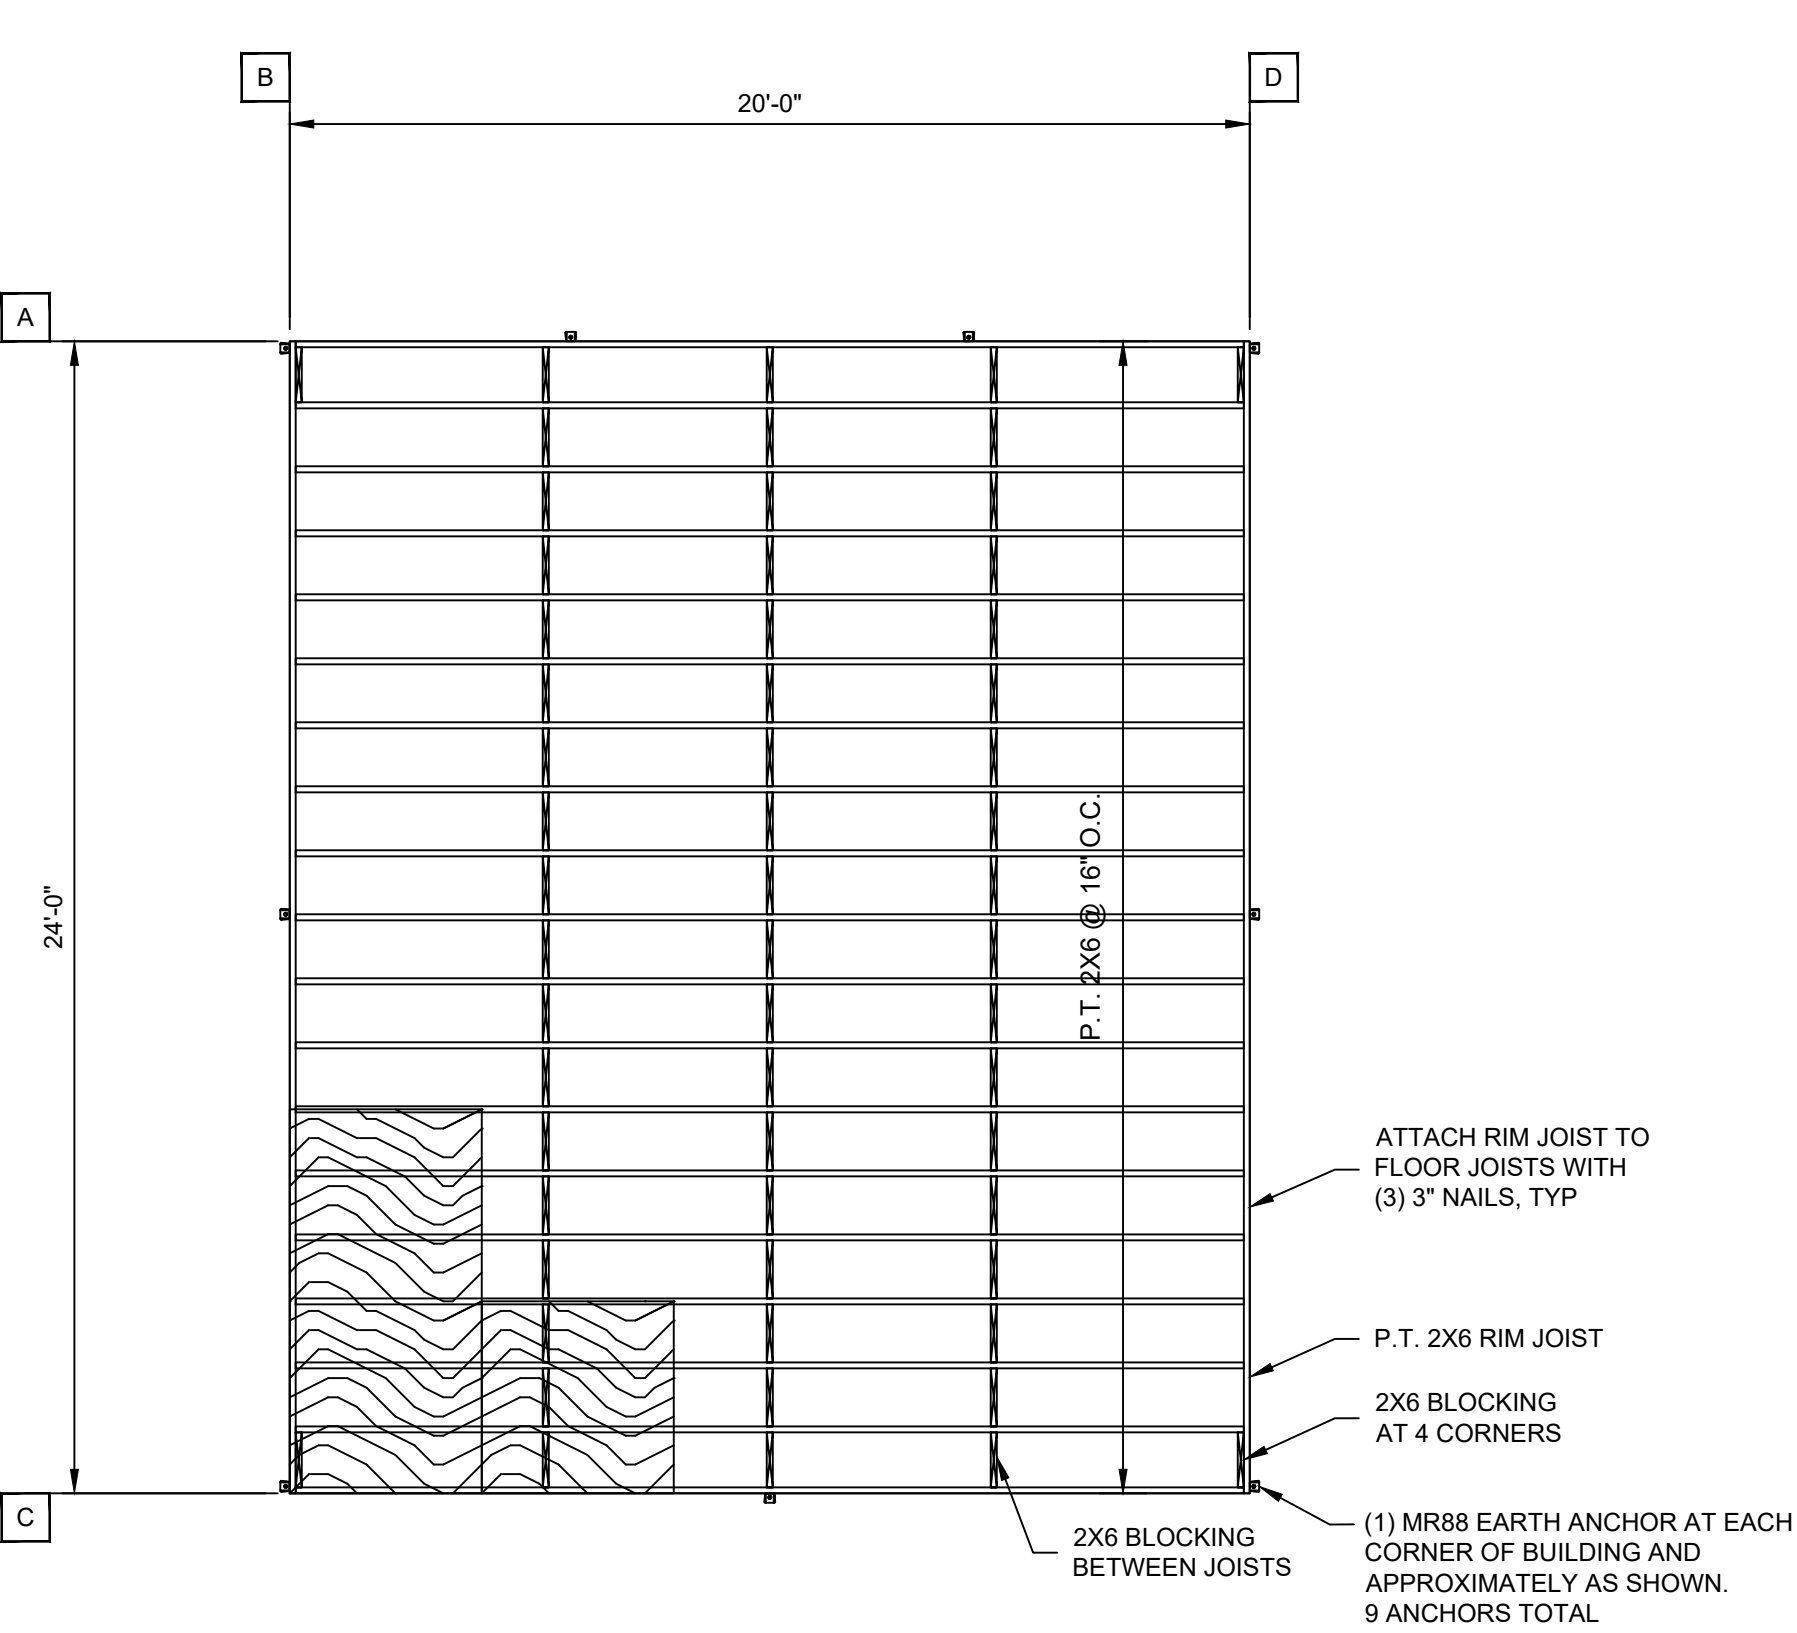 B
D
20'-0"
A
24'-0"
P.T. 2X6 @ 16" O.C.
ATTACH RIM JOIST TO
FLOOR JOISTS WITH
(3) 3" NAILS, TYP
P.T. 2X6 RIM JOIST
2X6 BLOCKING
AT 4 CORNERS
C
2X6 BLOCKING
BETWEEN JOISTS
(1) MR88 EARTH ANCHOR AT EACH
CORNER OF BUILDING AND
APPROXIMATELY AS SHOWN.
9 ANCHORS TOTAL